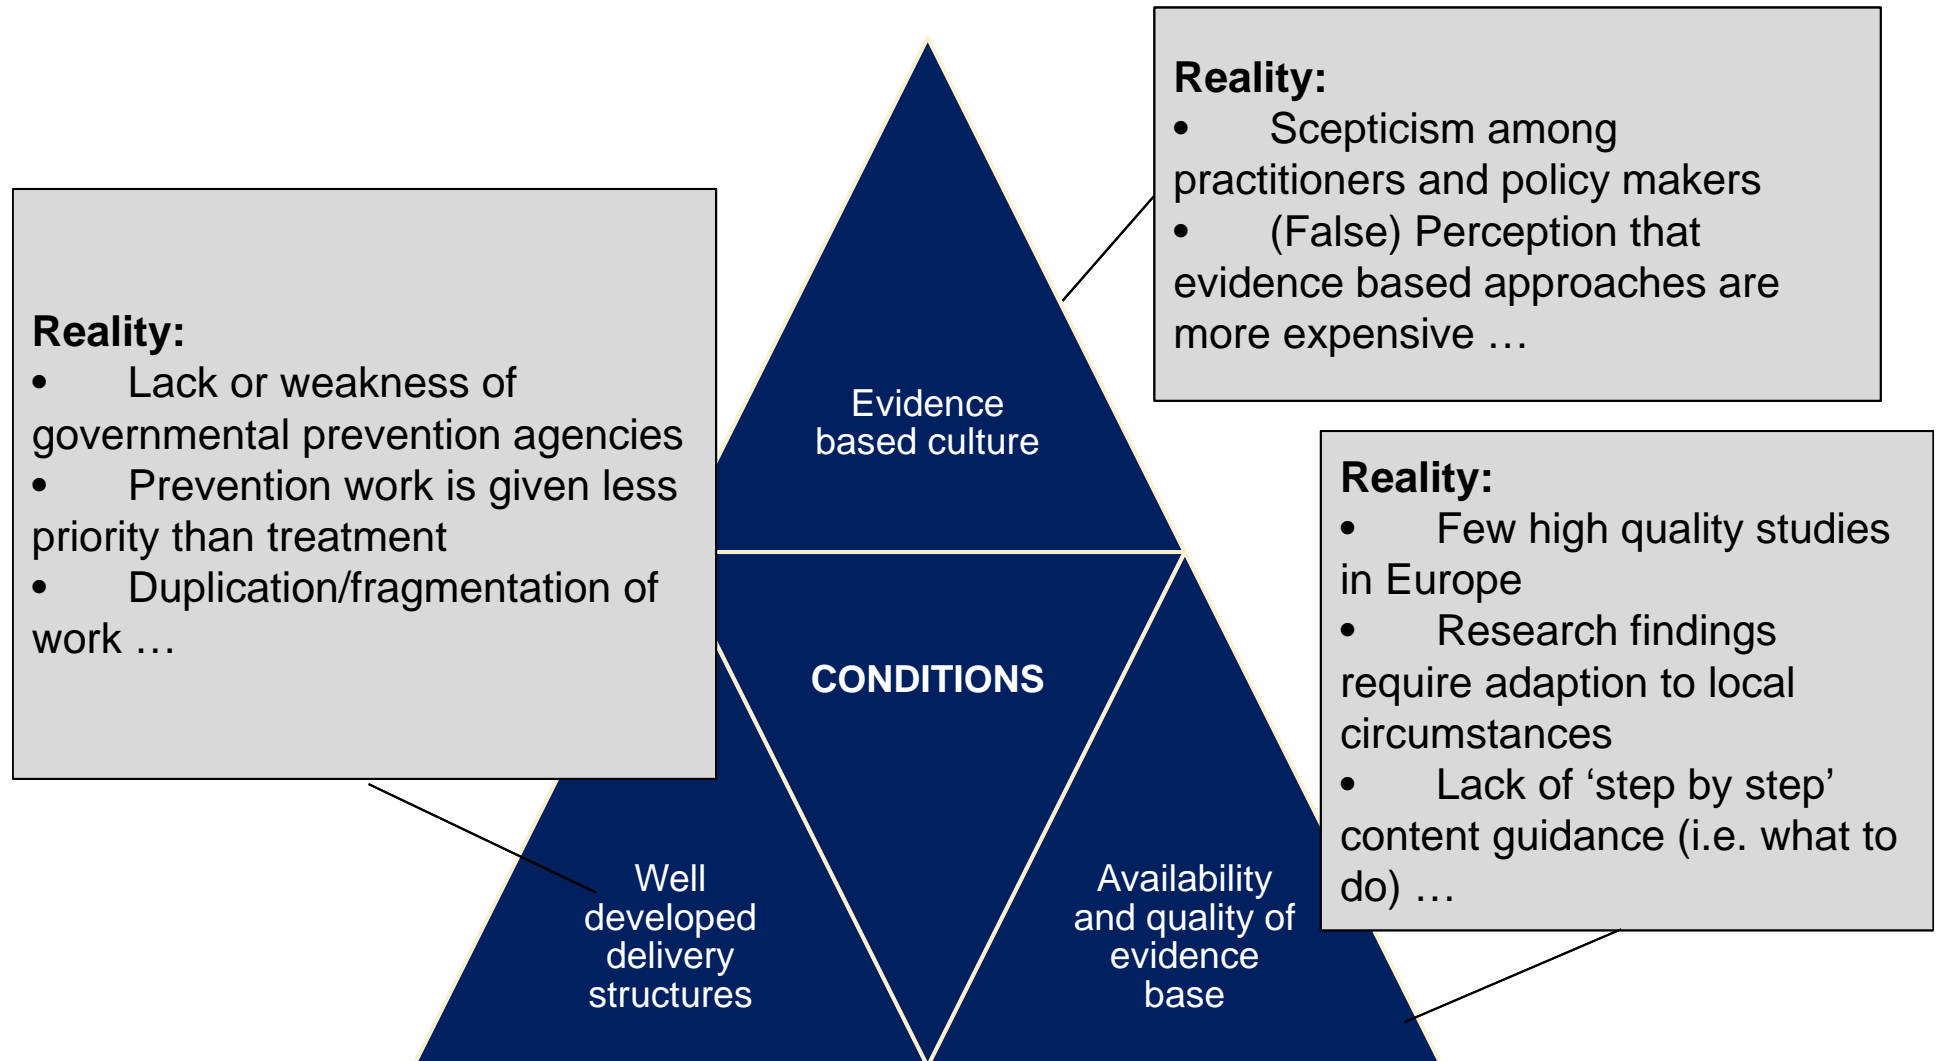 Reality:
• Scepticism among
practitioners and policy makers
• (False) Perception that
evidence based approaches are
more expensive …
Reality:
• Lack or weakness of
governmental prevention agencies
• Prevention work is given less
priority than treatment
• Duplication/fragmentation of
work …
Evidence
based culture
Reality:
• Few high quality studies
in Europe
• Research findings
require adaption to local
circumstances
• Lack of ‘step by step’
content guidance (i.e. what to
do) …
CONDITIONS
Well
developed
delivery
structures
Availability
and quality of
evidence
base